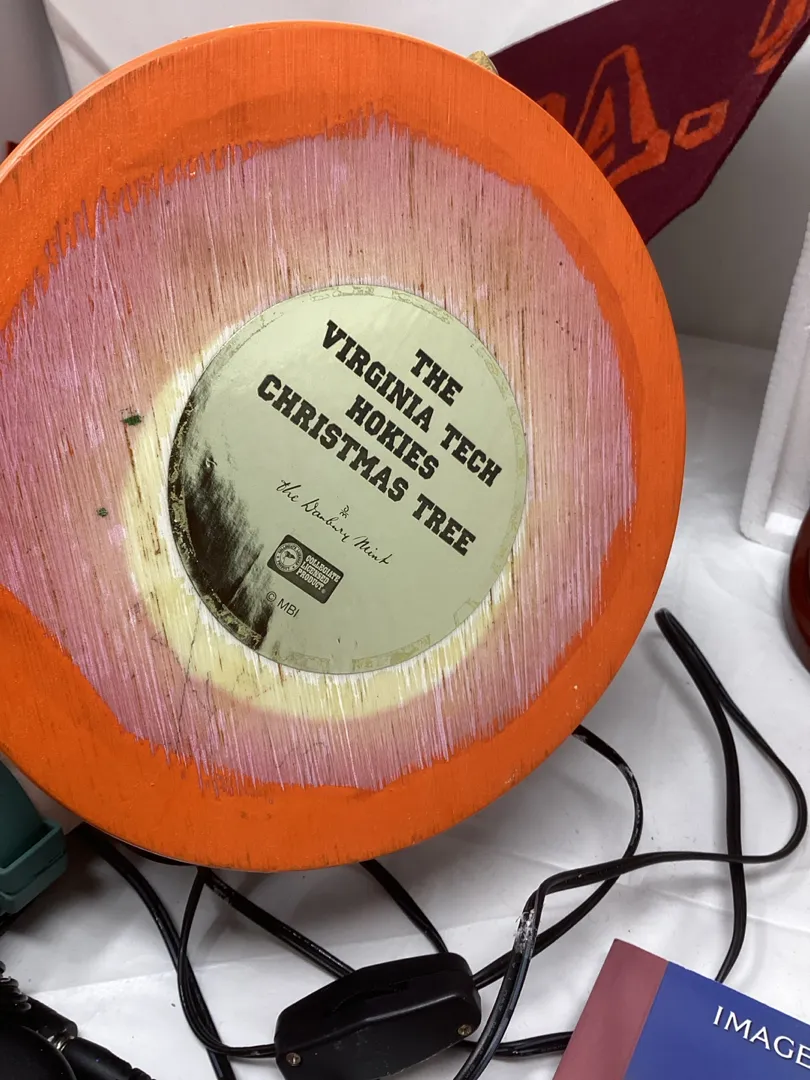 THE
VIRGINIA TECH
HOKIES
CHRISTMAS TREE
the Danbury Mint
COLLEGIATE
LICENSED
PRODUCT
© MBI
IMAGE